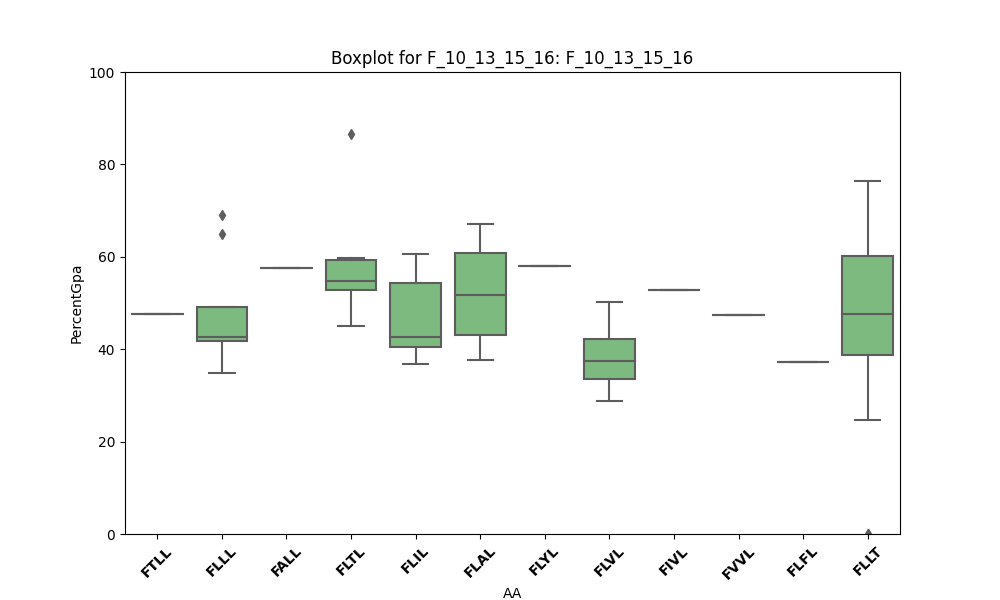 Boxplot for F_10_13_15_16: F_10_13_15_16
PercentGpa
100
80
60
40
20
0
FTLL
FLLL
FALL
FLTL
FLIL
FLAL
FLYL
FLVL
FIVL
FVVL
FLFL
FLLT
AA